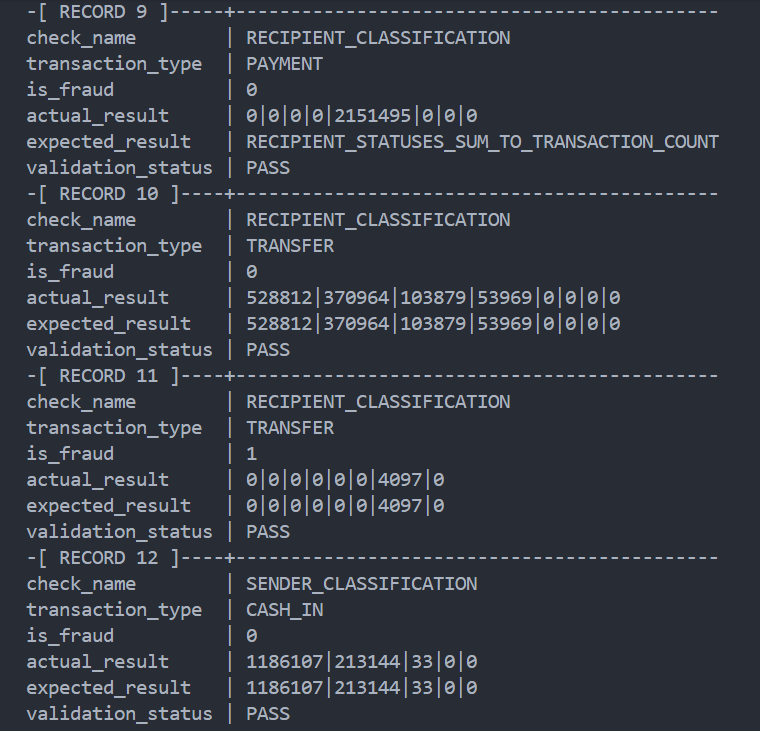 -[ RECORD 9 ]-----+---------------------------------------------
check_name        | RECIPIENT_CLASSIFICATION
transaction_type  | PAYMENT
is_fraud          | 0
actual_result     | 0|0|0|0|2151495|0|0|0
expected_result   | RECIPIENT_STATUSES_SUM_TO_TRANSACTION_COUNT
validation_status | PASS
-[ RECORD 10 ]----+---------------------------------------------
check_name        | RECIPIENT_CLASSIFICATION
transaction_type  | TRANSFER
is_fraud          | 0
actual_result     | 528812|370964|103879|53969|0|0|0|0
expected_result   | 528812|370964|103879|53969|0|0|0|0
validation_status | PASS
-[ RECORD 11 ]----+---------------------------------------------
check_name        | RECIPIENT_CLASSIFICATION
transaction_type  | TRANSFER
is_fraud          | 1
actual_result     | 0|0|0|0|0|0|4097|0
expected_result   | 0|0|0|0|0|0|4097|0
validation_status | PASS
-[ RECORD 12 ]----+---------------------------------------------
check_name        | SENDER_CLASSIFICATION
transaction_type  | CASH_IN
is_fraud          | 0
actual_result     | 1186107|213144|33|0|0
expected_result   | 1186107|213144|33|0|0
validation_status | PASS